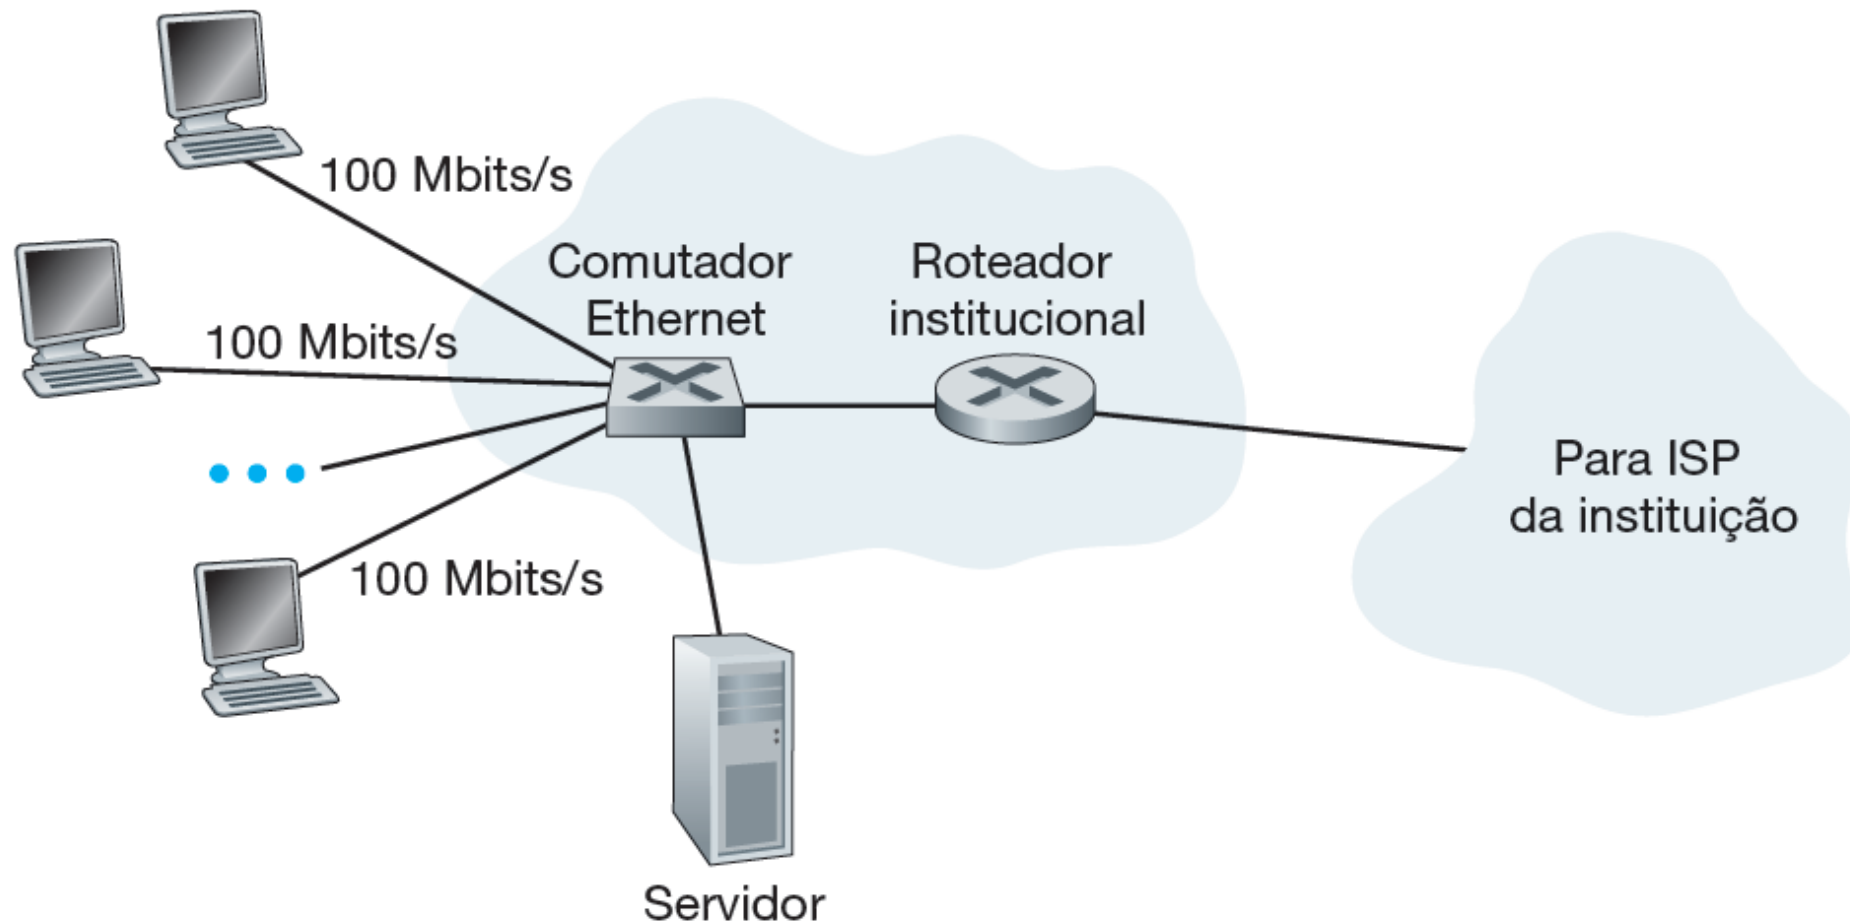 100 Mbits/s
Comutador
Ethernet
Roteador
institucional
100 Mbits/s
Para ISP
da instituição
100 Mbits/s
Servidor